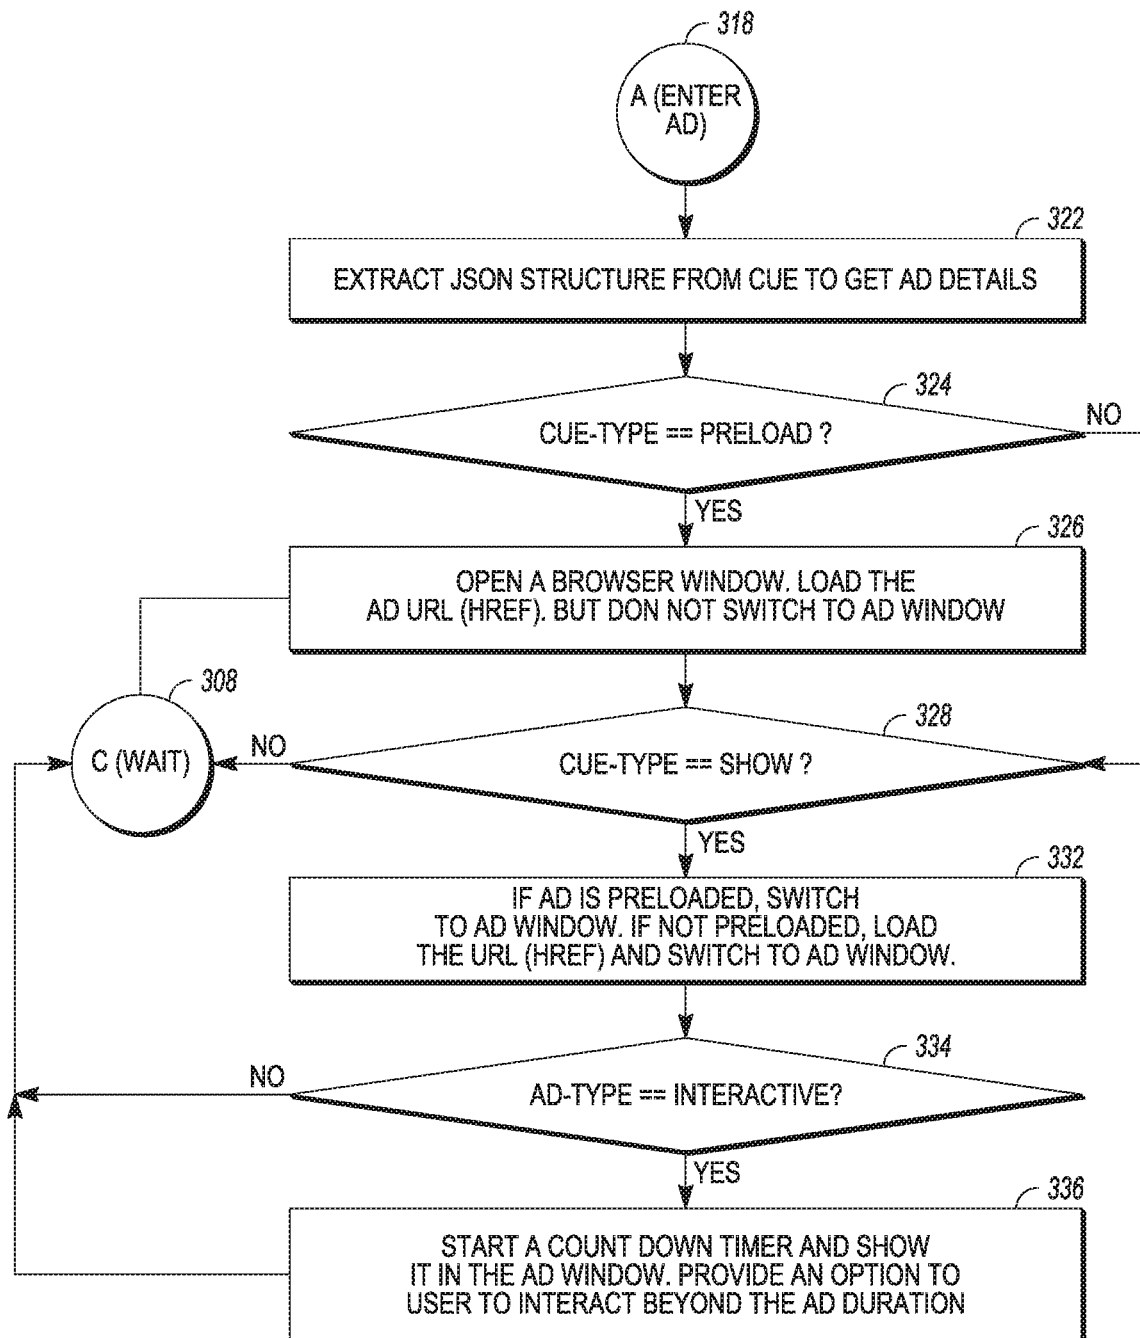 318
A (ENTER
AD)
322
EXTRACT JSON STRUCTURE FROM CUE TO GET AD DETAILS
324
CUE-TYPE == PRELOAD ?
NO
YES
326
OPEN A BROWSER WINDOW. LOAD THE
AD URL (HREF). BUT DON NOT SWITCH TO AD WINDOW
308
C (WAIT)
NO
328
CUE-TYPE == SHOW ?
YES
332
IF AD IS PRELOADED, SWITCH
TO AD WINDOW. IF NOT PRELOADED, LOAD
THE URL (HREF) AND SWITCH TO AD WINDOW.
334
NO
AD-TYPE == INTERACTIVE?
YES
336
START A COUNT DOWN TIMER AND SHOW
IT IN THE AD WINDOW. PROVIDE AN OPTION TO
USER TO INTERACT BEYOND THE AD DURATION